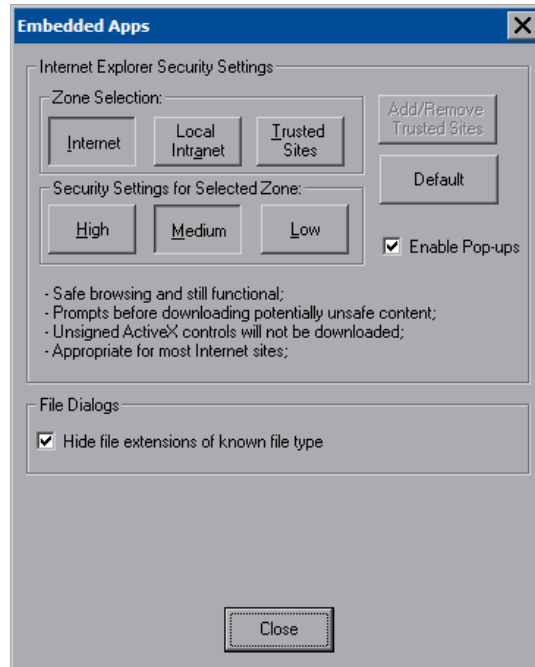 Embedded Apps
Internet Explorer Security Settings
Zone Selection:
Internet
Local
Intranet
Trusted
Sites
Add/Remove
Trusted Sites
Default
Security Settings for Selected Zone:
High
Medium
Low
Enable Pop-ups
- Safe browsing and still functional;
- Prompts before downloading potentially unsafe content;
- Unsigned ActiveX controls will not be downloaded;
- Appropriate for most Internet sites;
File Dialogs
Hide file extensions of known file type
Close